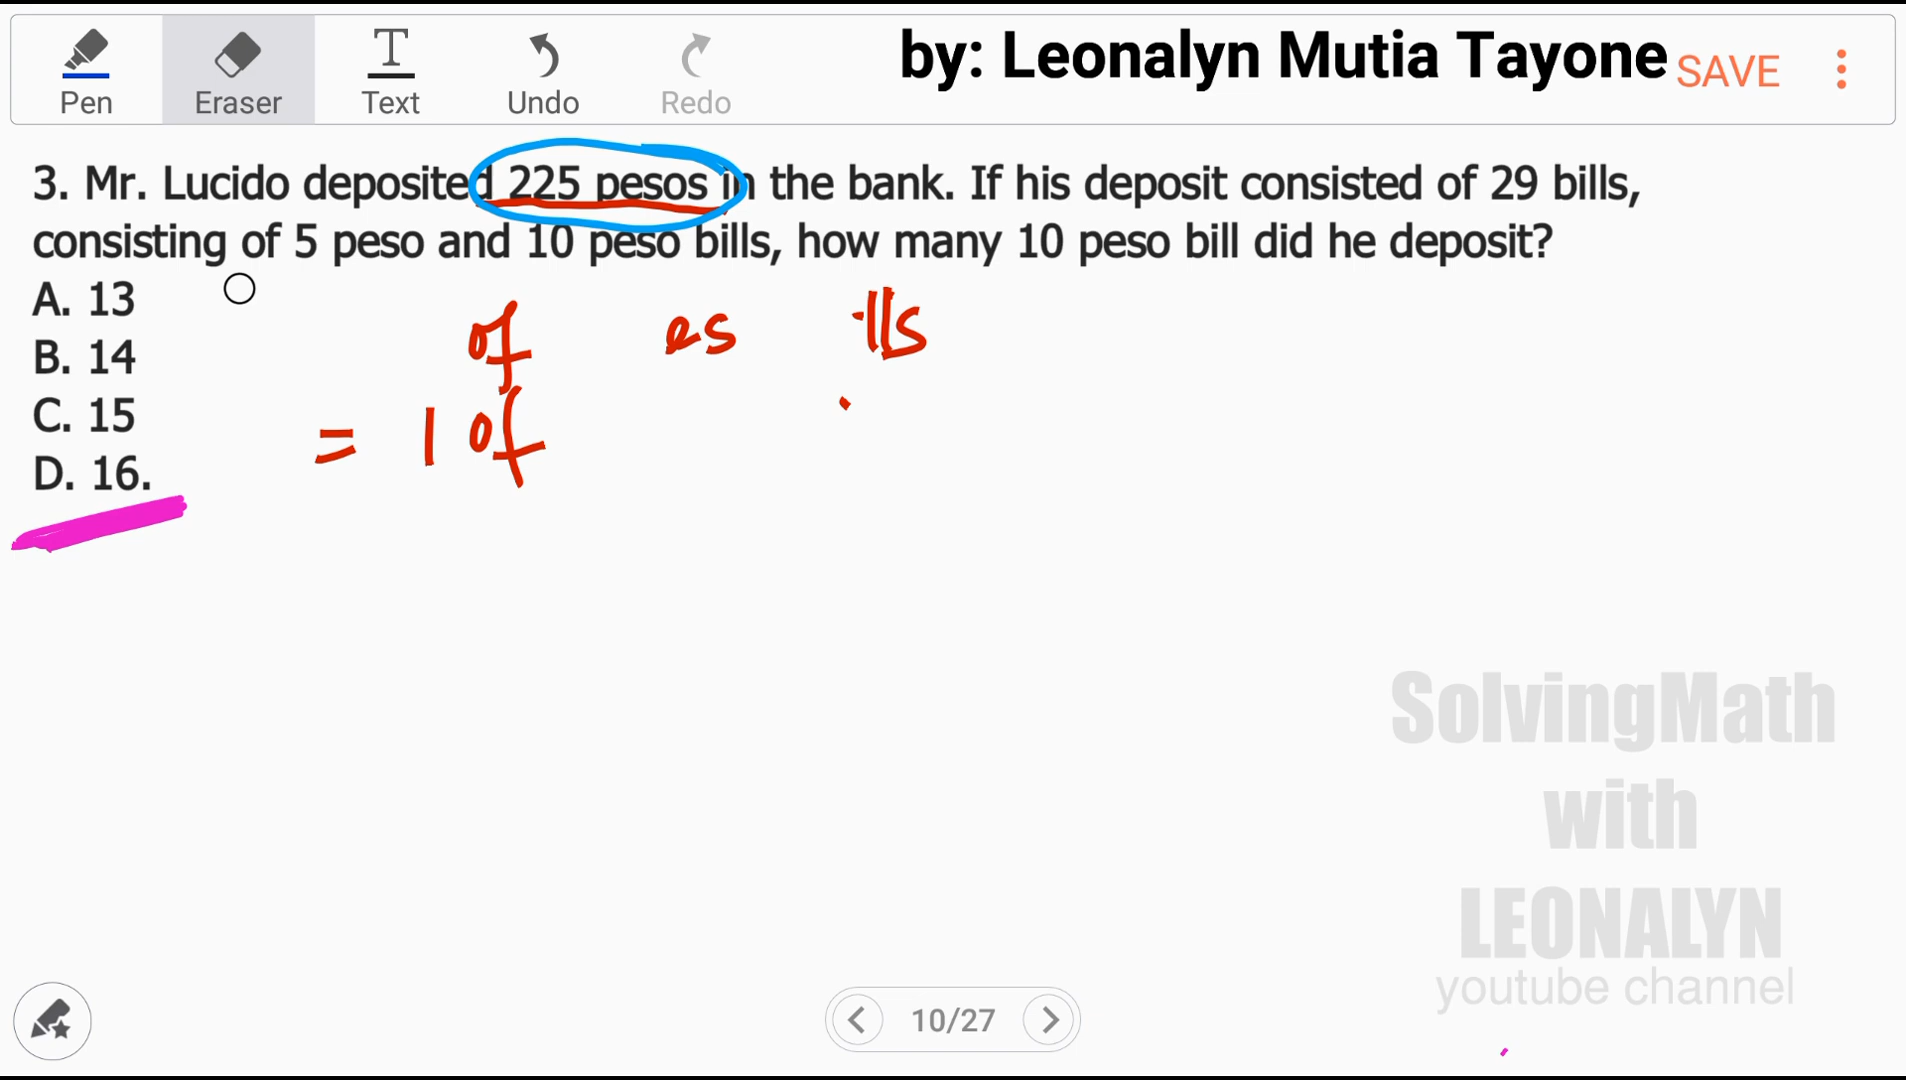 by: Leonalyn Mutia Tayone
SAVE
Pen
Eraser
Text
Undo
Redo
3. Mr. Lucido deposited 225 pesos in the bank. If his deposit consisted of 29 bills,
consisting of 5 peso and 10 peso bills, how many 10 peso bill did he deposit?
A. 13
B. 14
C. 15
D. 16.
of es lls
= 1 of
SolvingMath
with
LEONALYN
youtube channel
10/27